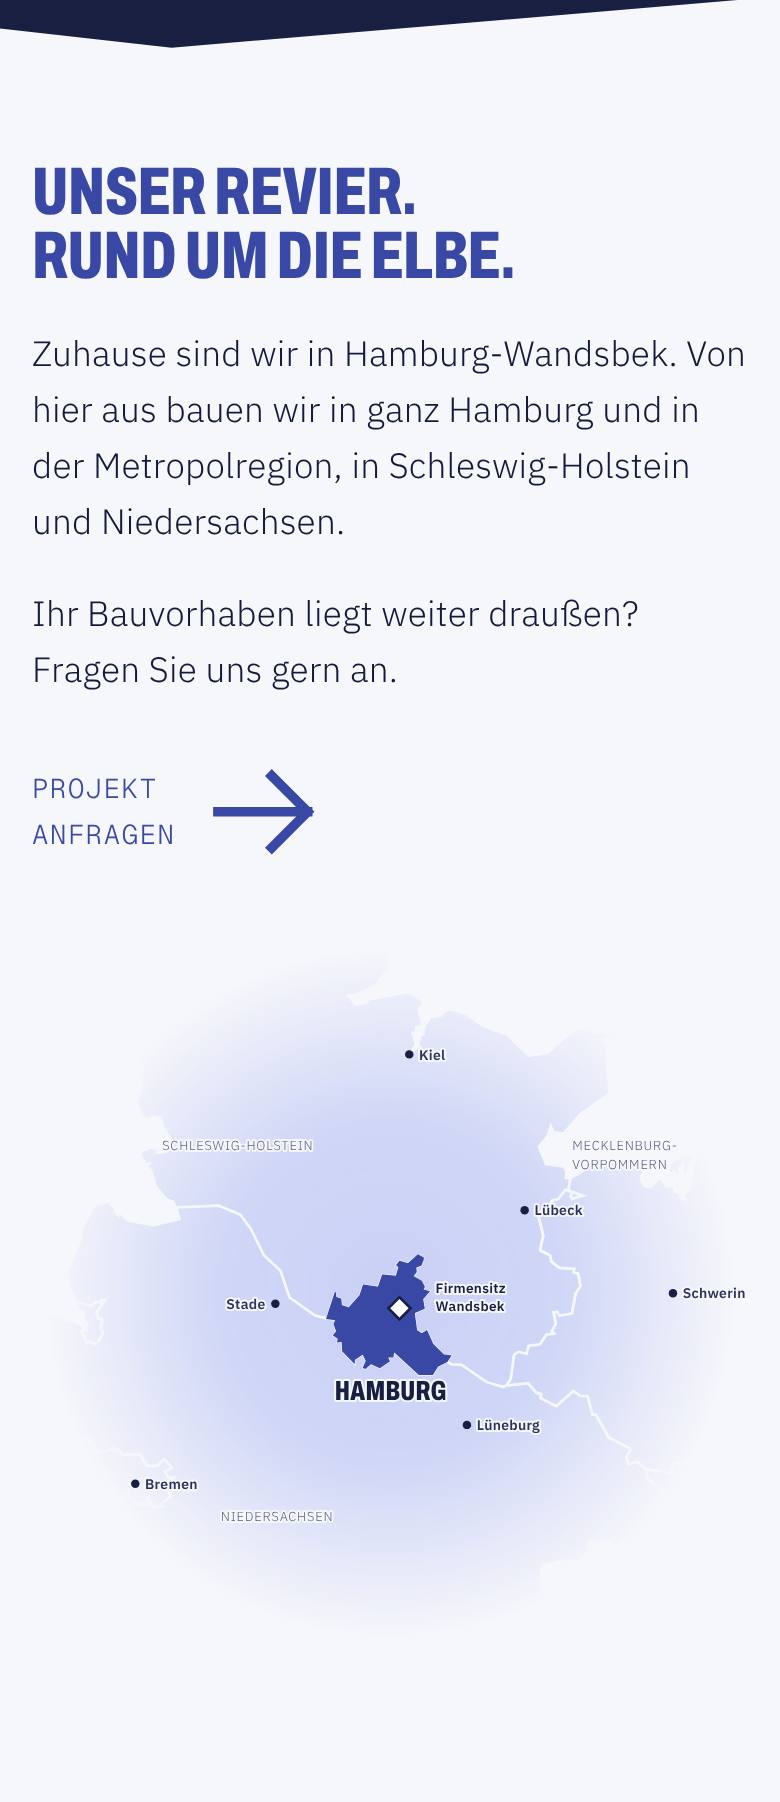 UNSER REVIER.
RUND UM DIE ELBE.
Zuhause sind wir in Hamburg-Wandsbek. Von
hier aus bauen wir in ganz Hamburg und in
der Metropolregion, in Schleswig-Holstein
und Niedersachsen.
Ihr Bauvorhaben liegt weiter draußen?
Fragen Sie uns gern an.
PROJEKT
ANFRAGEN
Kiel
SCHLESWIG-HOLSTEIN
MECKLENBURG-
VORPOMMERN
Lübeck
Firmensitz
Wandsbek
Schwerin
Stade
HAMBURG
Lüneburg
Bremen
NIEDERSACHSEN